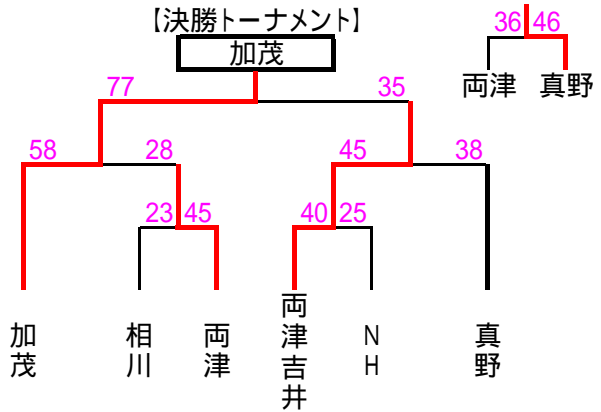 【決勝トーナメント】
加茂
36 46
両津 真野
77 35
58 28 45 38
23 45 40 25
加茂
相川
両津
両津吉井
NH
真野